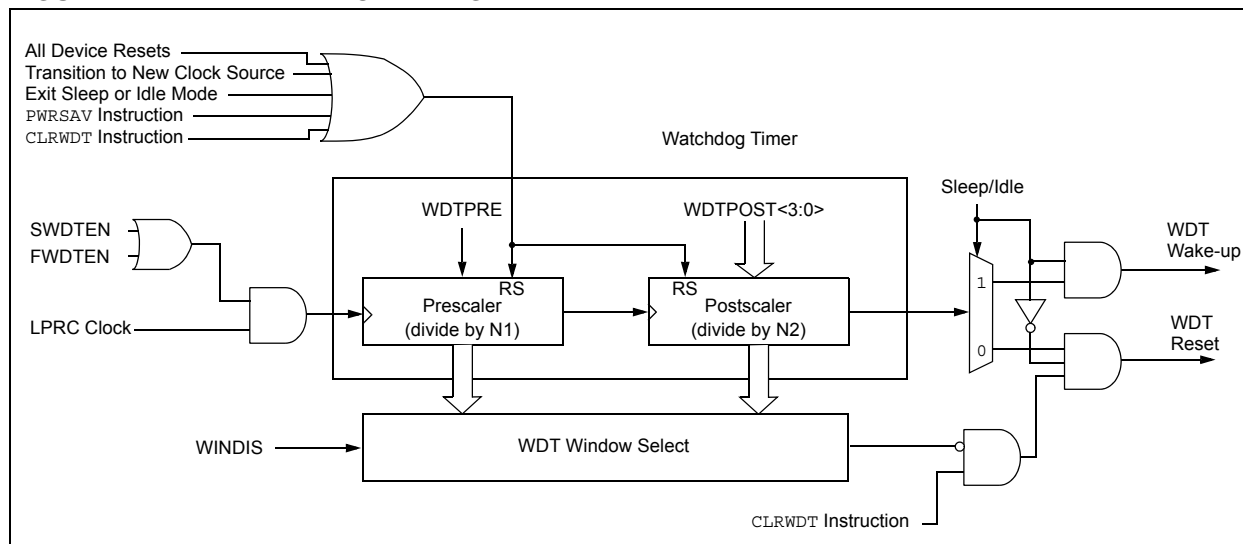 All Device Resets
Transition to New Clock Source
Exit Sleep or Idle Mode
PWRSAV Instruction
CLRWDT Instruction
Watchdog Timer
Sleep/Idle
WDTPRE
WDTPOST<3:0>
SWDTEN
FWDTEN
WDT
Wake-up
RS
RS
1
Prescaler
(divide by N1)
Postscaler
(divide by N2)
LPRC Clock
WDT
Reset
0
WINDIS
WDT Window Select
CLRWDT Instruction